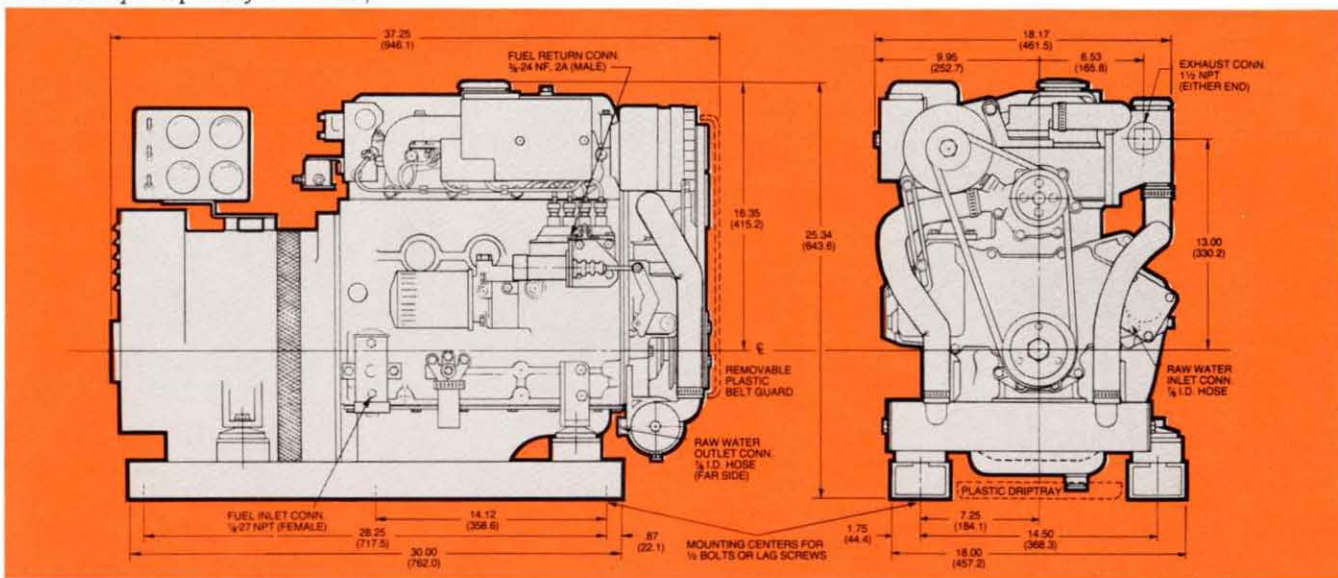 37.25
(946.1)
FUEL RETURN CONN.
⅜-24 NF. 2A (MALE)
16.35
(415.2)
25.34
(643.6)
℄
REMOVABLE
PLASTIC
BELT GUARD
RAW WATER
OUTLET CONN.
⅞ I.D. HOSE
(FAR SIDE)
FUEL INLET CONN.
⅛-27 NPT (FEMALE)
14.12
(358.6)
28.25
(717.5)
.87
(22.1)
30.00
(762.0)
MOUNTING CENTERS FOR
½ BOLTS OR LAG SCREWS
18.17
(461.5)
9.95
(252.7)
6.53
(165.8)
EXHAUST CONN.
1½ NPT
(EITHER END)
13.00
(330.2)
RAW WATER
INLET CONN.
⅞ I.D. HOSE
PLASTIC DRIPTRAY
1.75
(44.4)
7.25
(184.1)
14.50
(368.3)
18.00
(457.2)